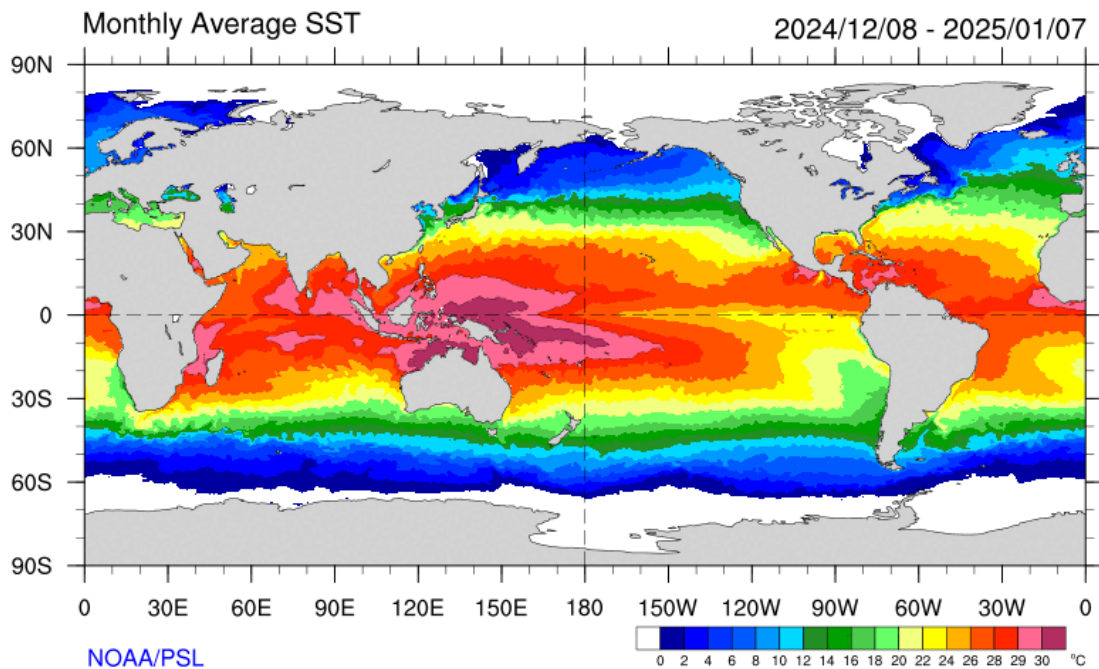 Monthly Average SST 2024/12/08 - 2025/01/07
90N
60N
30N
0
30S
60S
90S
0 30E 60E 90E 120E 150E 180 150W 120W 90W 60W 30W 0
NOAA/PSL
0 2 4 6 8 10 12 14 16 18 20 22 24 26 28 29 30 °C